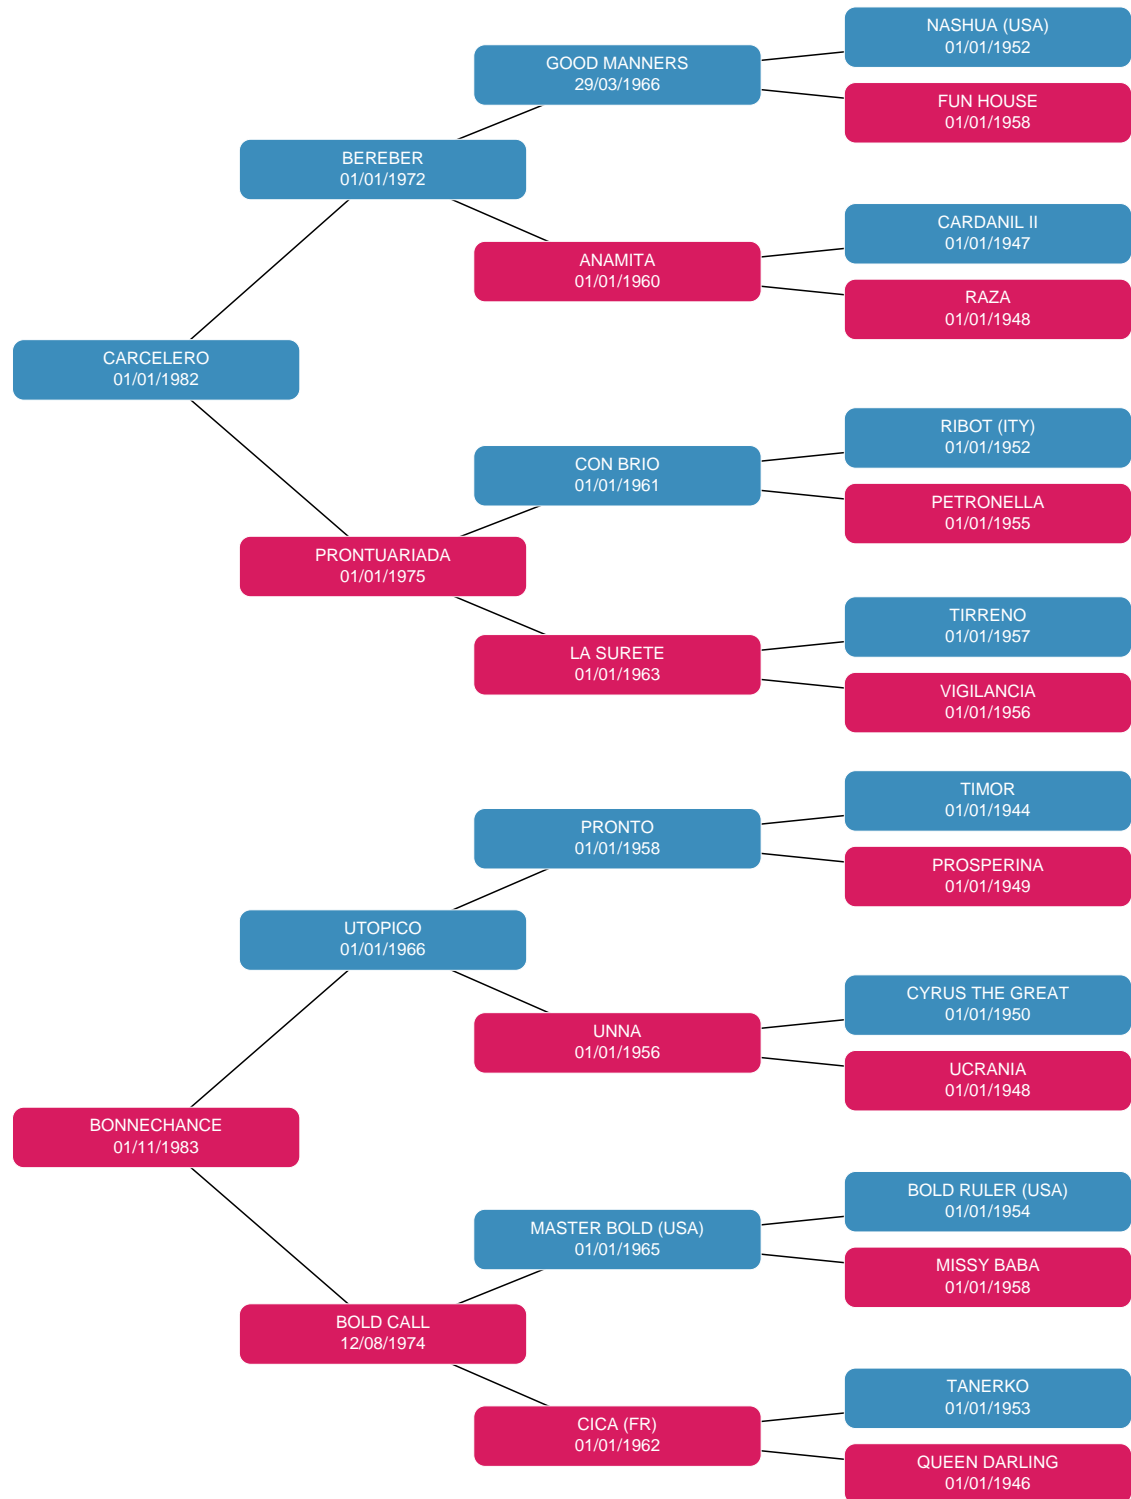 NASHUA (USA)
01/01/1952
GOOD MANNERS
29/03/1966
FUN HOUSE
01/01/1958
BEREBER
01/01/1972
CARDANIL II
01/01/1947
ANAMITA
01/01/1960
RAZA
01/01/1948
CARCELERO
01/01/1982
RIBOT (ITY)
01/01/1952
CON BRIO
01/01/1961
PETRONELLA
01/01/1955
PRONTUARIADA
01/01/1975
TIRRENO
01/01/1957
LA SURETE
01/01/1963
VIGILANCIA
01/01/1956
TIMOR
01/01/1944
PRONTO
01/01/1958
PROSPERINA
01/01/1949
UTOPICO
01/01/1966
CYRUS THE GREAT
01/01/1950
UNNA
01/01/1956
UCRANIA
01/01/1948
BONNECHANCE
01/11/1983
BOLD RULER (USA)
01/01/1954
MASTER BOLD (USA)
01/01/1965
MISSY BABA
01/01/1958
BOLD CALL
12/08/1974
TANERKO
01/01/1953
CICA (FR)
01/01/1962
QUEEN DARLING
01/01/1946